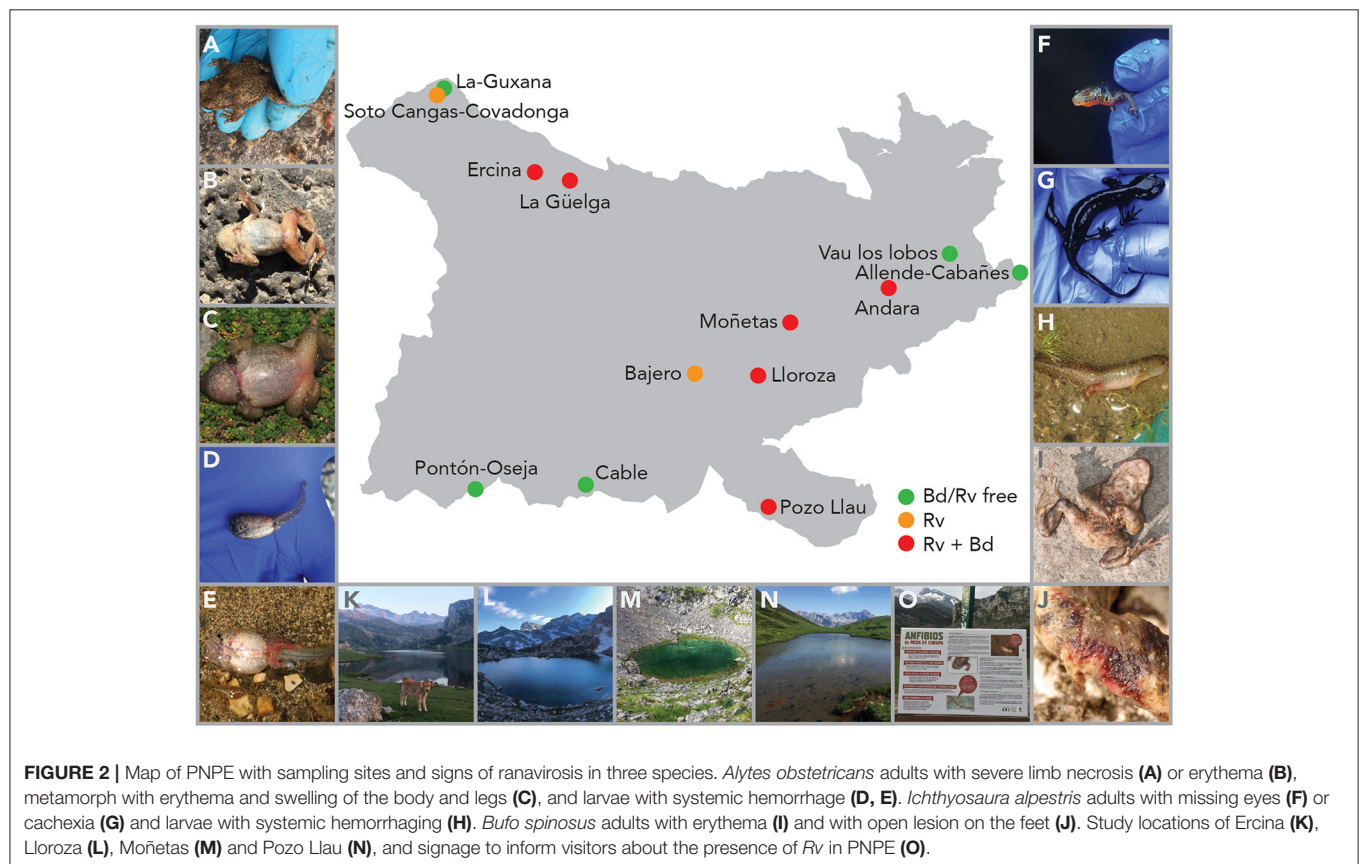 A
B
C
D
E
F
G
H
I
J
K
L
M
N
O
La-Guxana
Soto Cangas-Covadonga
Ercina
La Güelga
Vau los lobos
Allende-Cabañes
Andara
Moñetas
Bajero
Lloroza
Pontón-Oseja
Cable
Pozo Llau
Bd/Rv free
Rv
Rv + Bd
ANFIBIOS
de PICOS DE EUROPA
FIGURE 2 | Map of PNPE with sampling sites and signs of ranavirosis in three species. Alytes obstetricans adults with severe limb necrosis (A) or erythema (B),
metamorph with erythema and swelling of the body and legs (C), and larvae with systemic hemorrhage (D, E). Ichthyosaura alpestris adults with missing eyes (F) or
cachexia (G) and larvae with systemic hemorrhaging (H). Bufo spinosus adults with erythema (I) and with open lesion on the feet (J). Study locations of Ercina (K),
Lloroza (L), Moñetas (M) and Pozo Llau (N), and signage to inform visitors about the presence of Rv in PNPE (O).